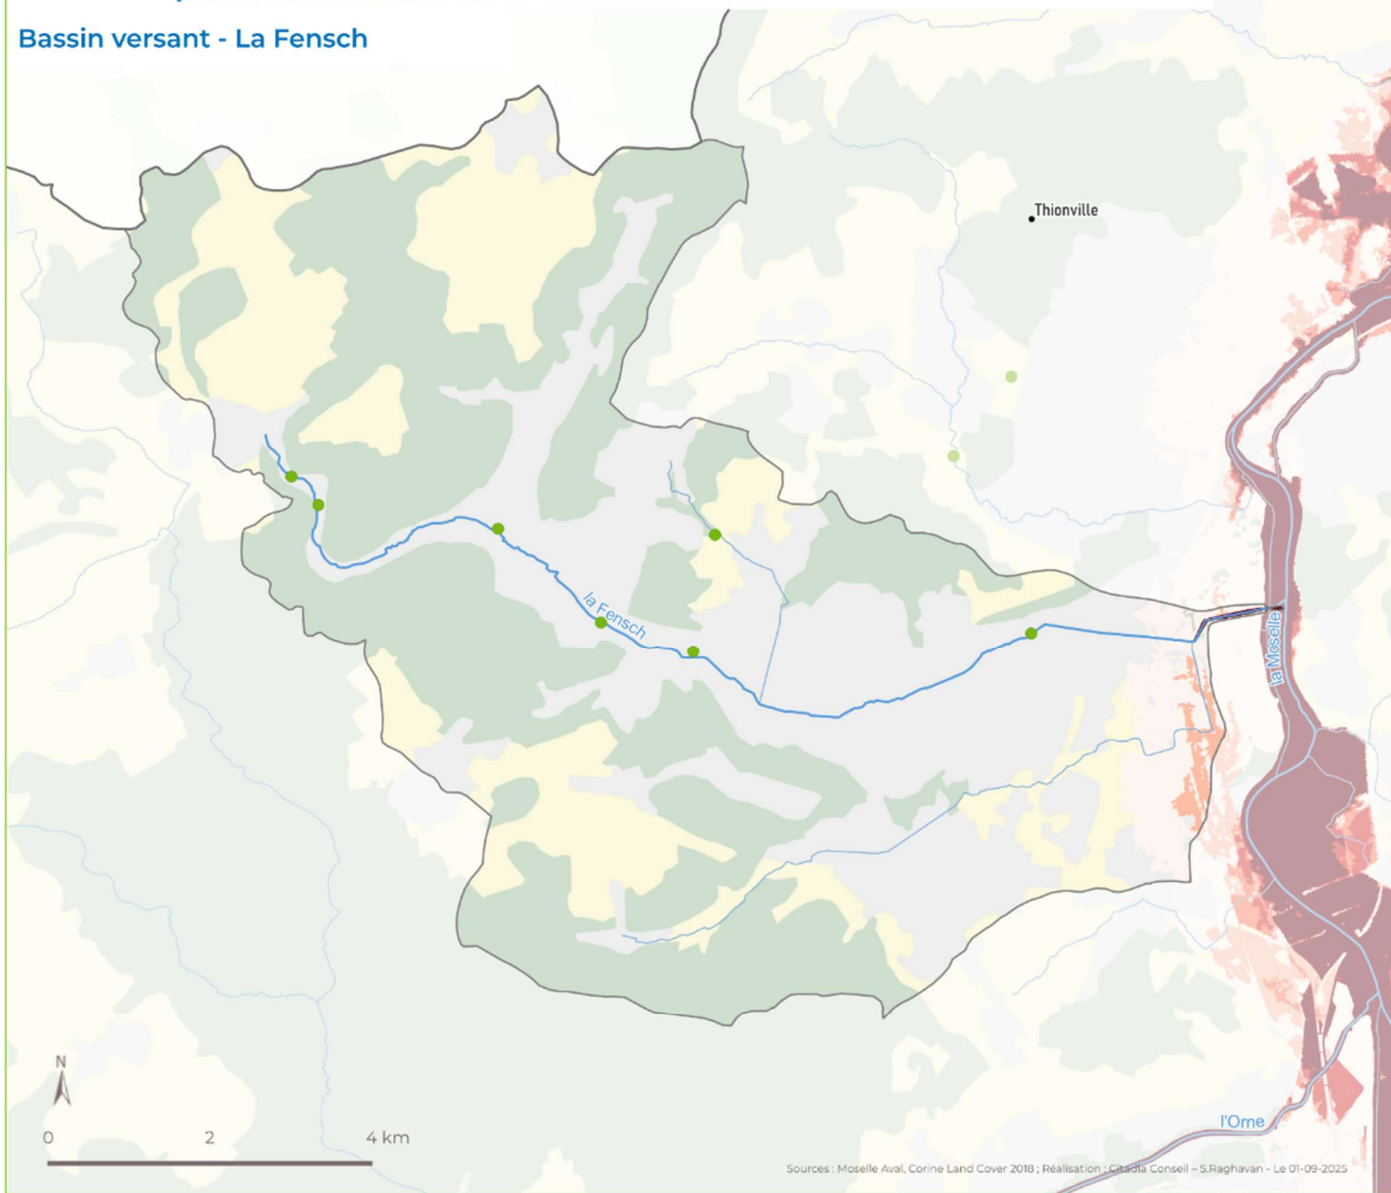 Bassin versant - La Fensch
Thionville
la Fensch
la Moselle
N
0 2 4 km
l'Orne
Sources : Moselle Aval, Corine Land Cover 2018 ; Réalisation : Citadia Conseil – S.Raghavan - Le 01-09-2025